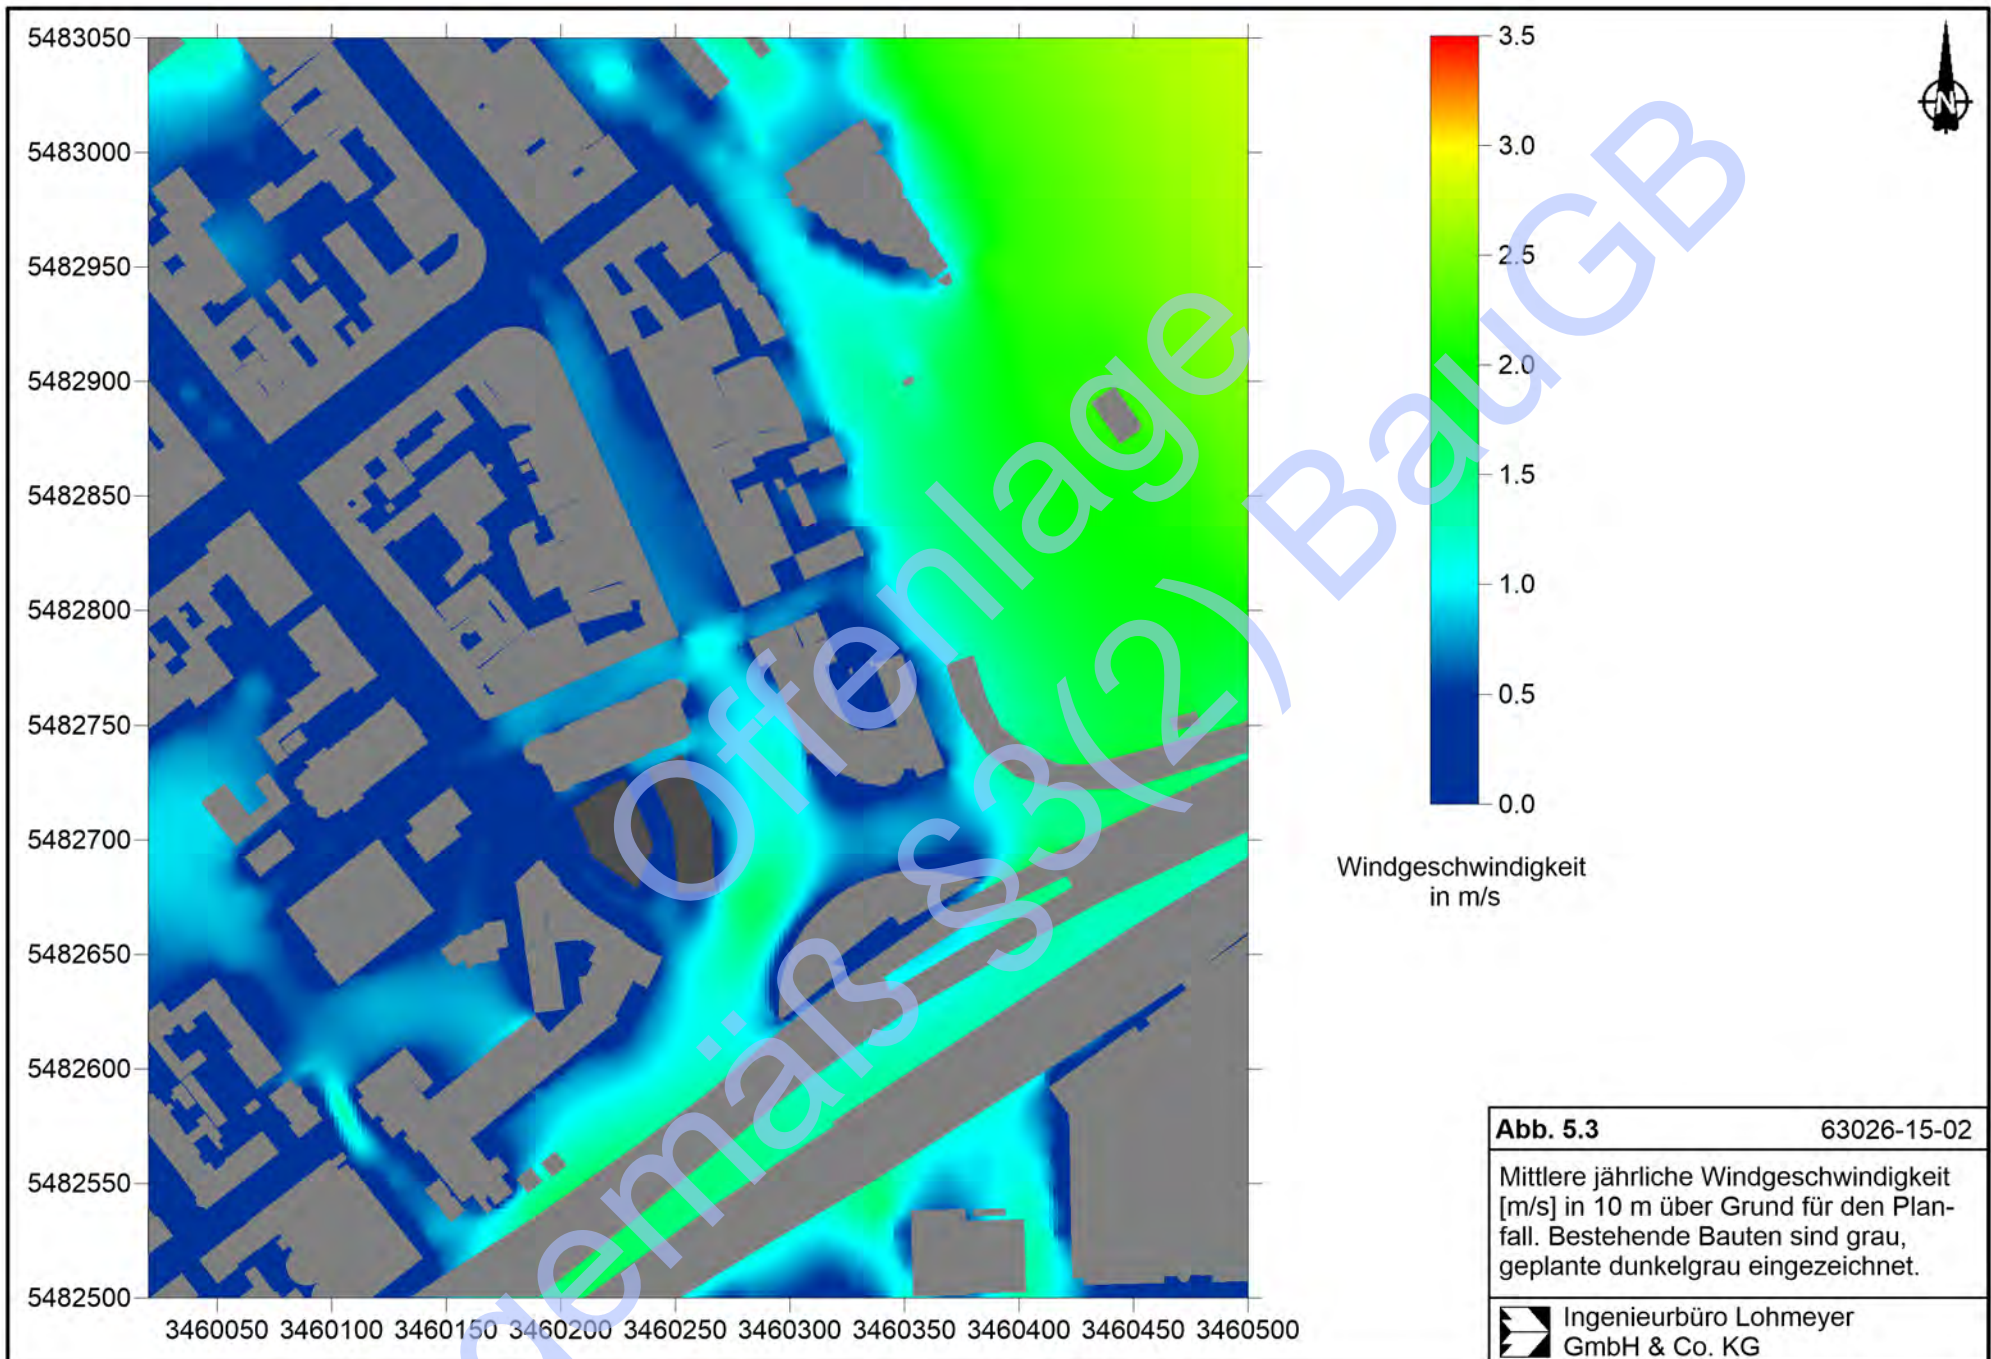 5483050
5483000
5482950
5482900
5482850
5482800
5482750
5482700
5482650
5482600
5482550
5482500
3460050 3460100 3460150 3460200 3460250 3460300 3460350 3460400 3460450 3460500
3.5
3.0
2.5
2.0
1.5
1.0
0.5
0.0
Windgeschwindigkeit
in m/s
N
Offenlage
gemäß §3(2) BauGB
Abb. 5.3 63026-15-02
Mittlere jährliche Windgeschwindigkeit
[m/s] in 10 m über Grund für den Plan-
fall. Bestehende Bauten sind grau,
geplante dunkelgrau eingezeichnet.
Ingenieurbüro Lohmeyer
GmbH & Co. KG